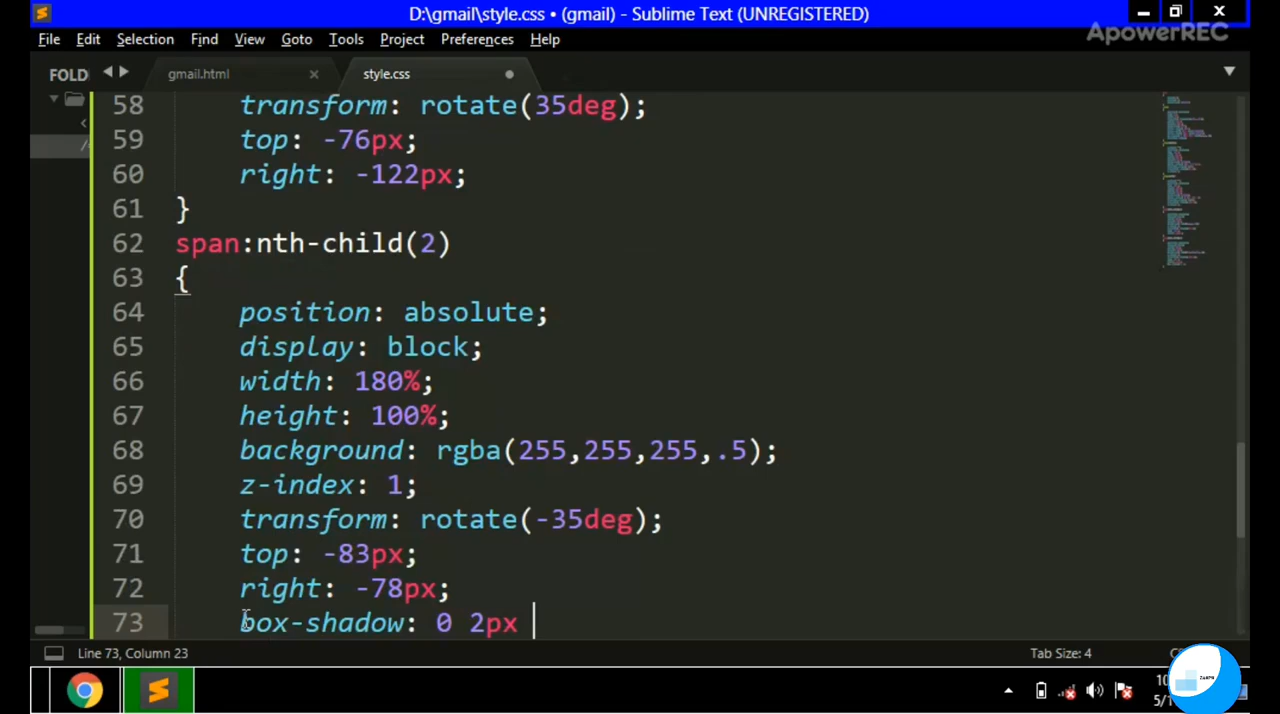 D:\gmail\style.css • (gmail) - Sublime Text (UNREGISTERED)
ApowerREC
File Edit Selection Find View Goto Tools Project Preferences Help
FOLD gmail.html style.css
58 transform: rotate(35deg);
59 top: -76px;
60 right: -122px;
61 }
62 span:nth-child(2)
63 {
64 position: absolute;
65 display: block;
66 width: 180%;
67 height: 100%;
68 background: rgba(255,255,255,.5);
69 z-index: 1;
70 transform: rotate(-35deg);
71 top: -83px;
72 right: -78px;
73 box-shadow: 0 2px
Line 73, Column 23 Tab Size: 4